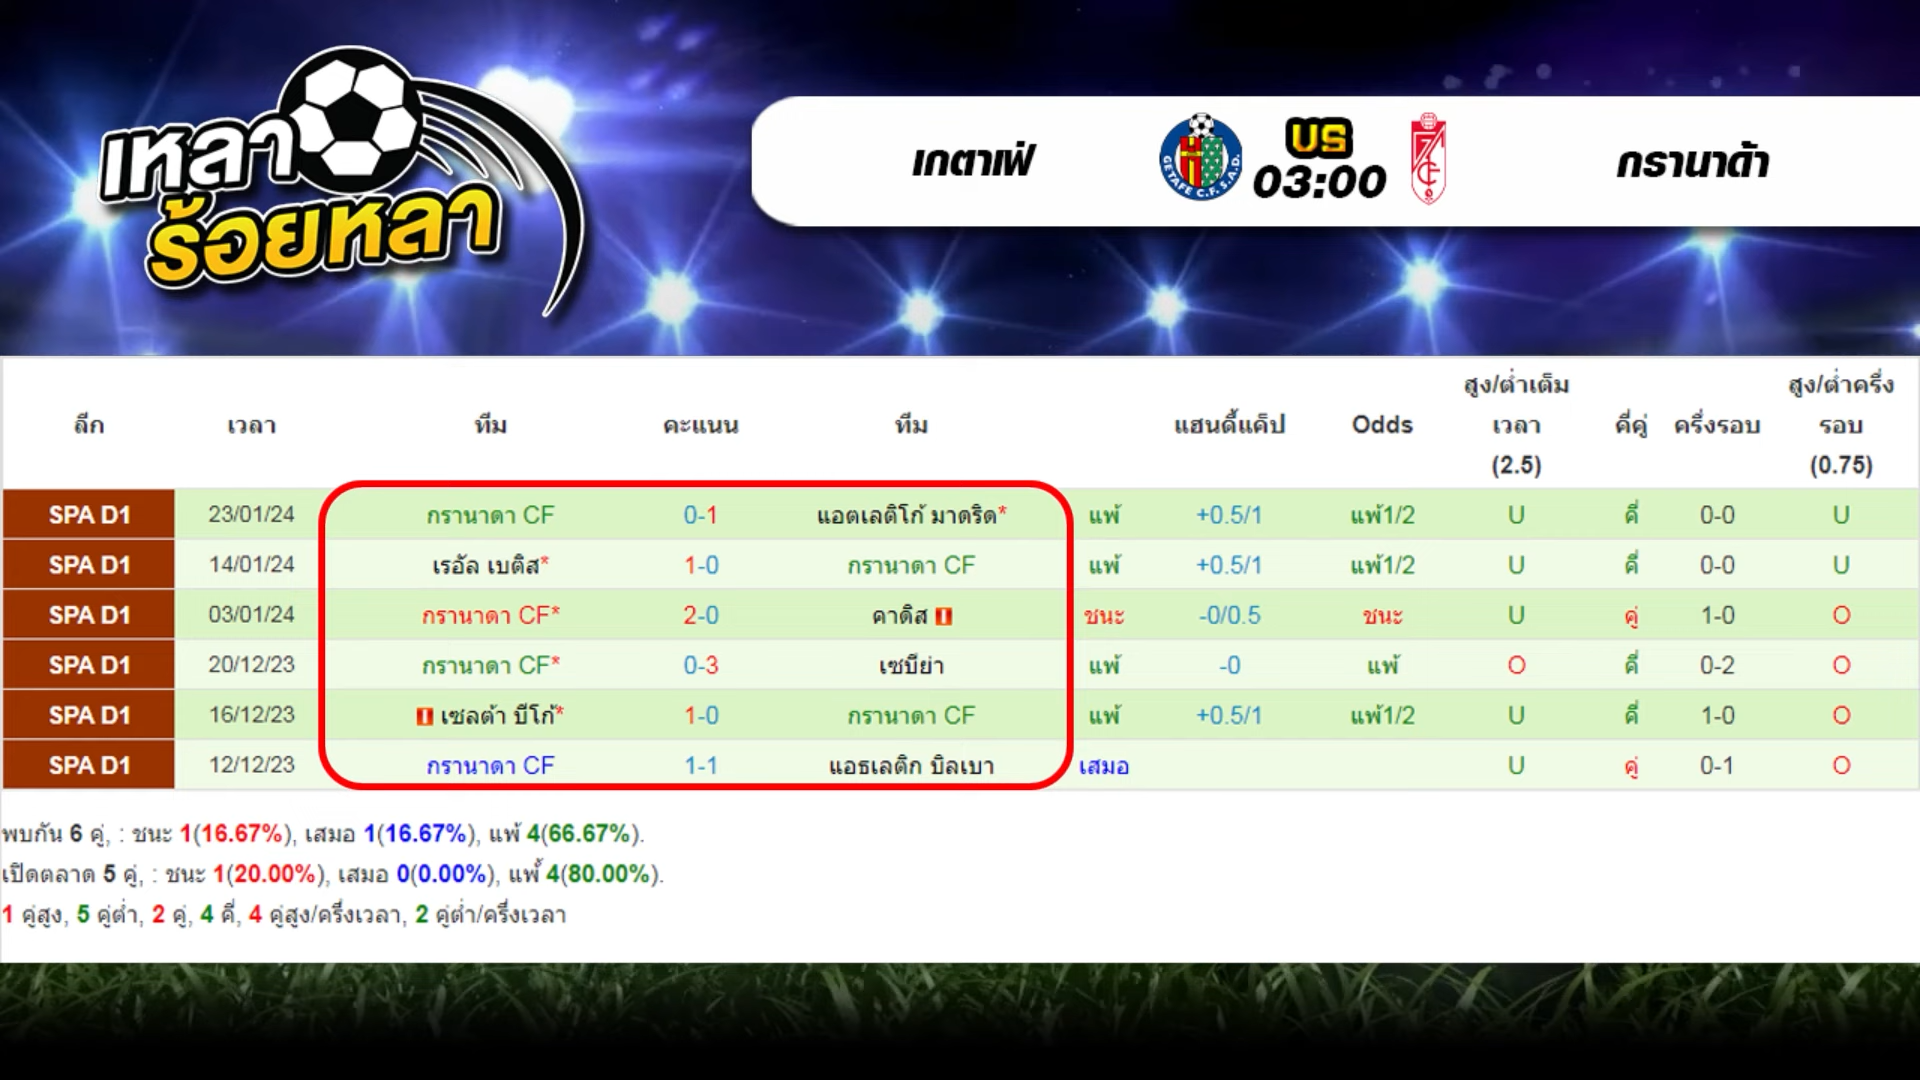 เหลา
ร้อยหลา
เกตาเฟ่ VS 03:00 กรานาด้า
GETAFE C.F. S.A.D.
ลีก เวลา ทีม คะแนน ทีม แฮนดี้แค็ป Odds สูง/ต่ำเต็มเวลา (2.5) คี่คู่ ครึ่งรอบ สูง/ต่ำครึ่งรอบ (0.75)
SPA D1 23/01/24 กรานาดา CF 0-1 แอตเลติโก้ มาดริด* แพ้ +0.5/1 แพ้1/2 U คี่ 0-0 U
SPA D1 14/01/24 เรอัล เบติส* 1-0 กรานาดา CF แพ้ +0.5/1 แพ้1/2 U คี่ 0-0 U
SPA D1 03/01/24 กรานาดา CF* 2-0 คาดิส 1 ชนะ -0/0.5 ชนะ U คู่ 1-0 O
SPA D1 20/12/23 กรานาดา CF* 0-3 เซบีย่า แพ้ -0 แพ้ O คี่ 0-2 O
SPA D1 16/12/23 1 เซลต้า บีโก้* 1-0 กรานาดา CF แพ้ +0.5/1 แพ้1/2 U คี่ 1-0 O
SPA D1 12/12/23 กรานาดา CF 1-1 แอธเลติก บิลเบา เสมอ U คู่ 0-1 O
พบกัน 6 คู่, : ชนะ 1(16.67%), เสมอ 1(16.67%), แพ้ 4(66.67%).
เปิดตลาด 5 คู่, : ชนะ 1(20.00%), เสมอ 0(0.00%), แพ้ 4(80.00%).
1 คู่สูง, 5 คู่ต่ำ, 2 คู่, 4 คี่, 4 คู่สูง/ครึ่งเวลา, 2 คู่ต่ำ/ครึ่งเวลา